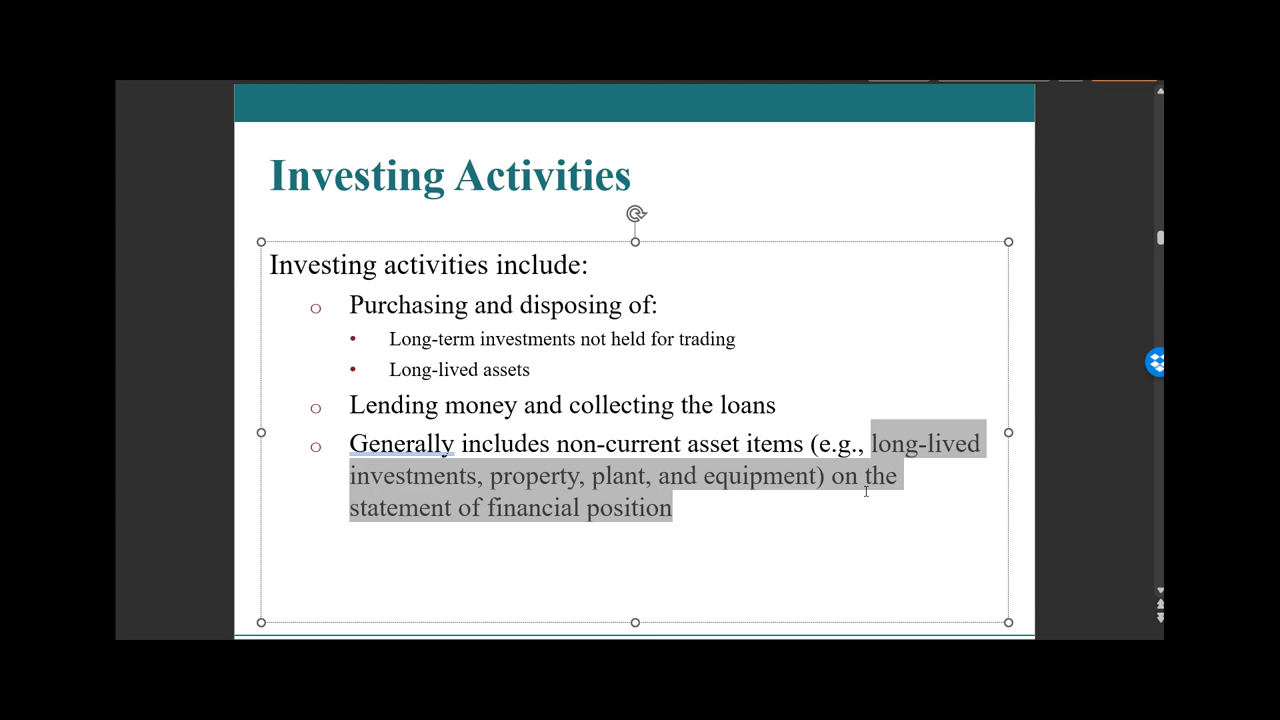 Investing Activities
Investing activities include:
o Purchasing and disposing of:
• Long-term investments not held for trading
• Long-lived assets
o Lending money and collecting the loans
o Generally includes non-current asset items (e.g., long-lived
investments, property, plant, and equipment) on the
statement of financial position